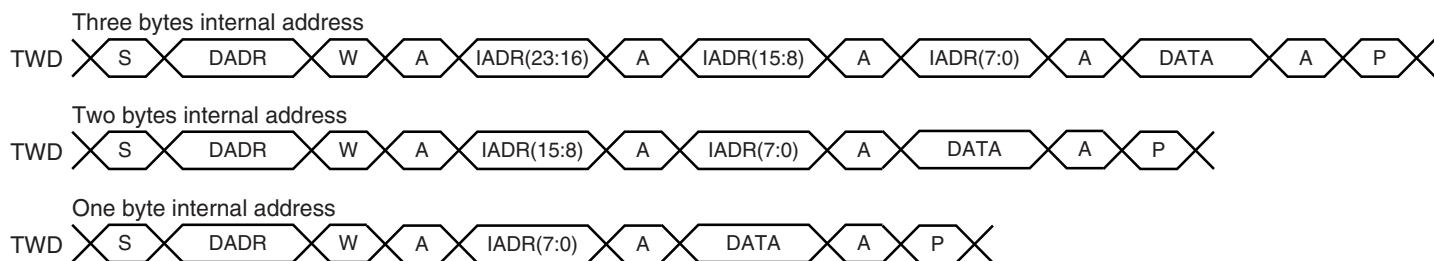 Three bytes internal address
TWD S DADR W A IADR(23:16) A IADR(15:8) A IADR(7:0) A DATA A P
Two bytes internal address
TWD S DADR W A IADR(15:8) A IADR(7:0) A DATA A P
One byte internal address
TWD S DADR W A IADR(7:0) A DATA A P